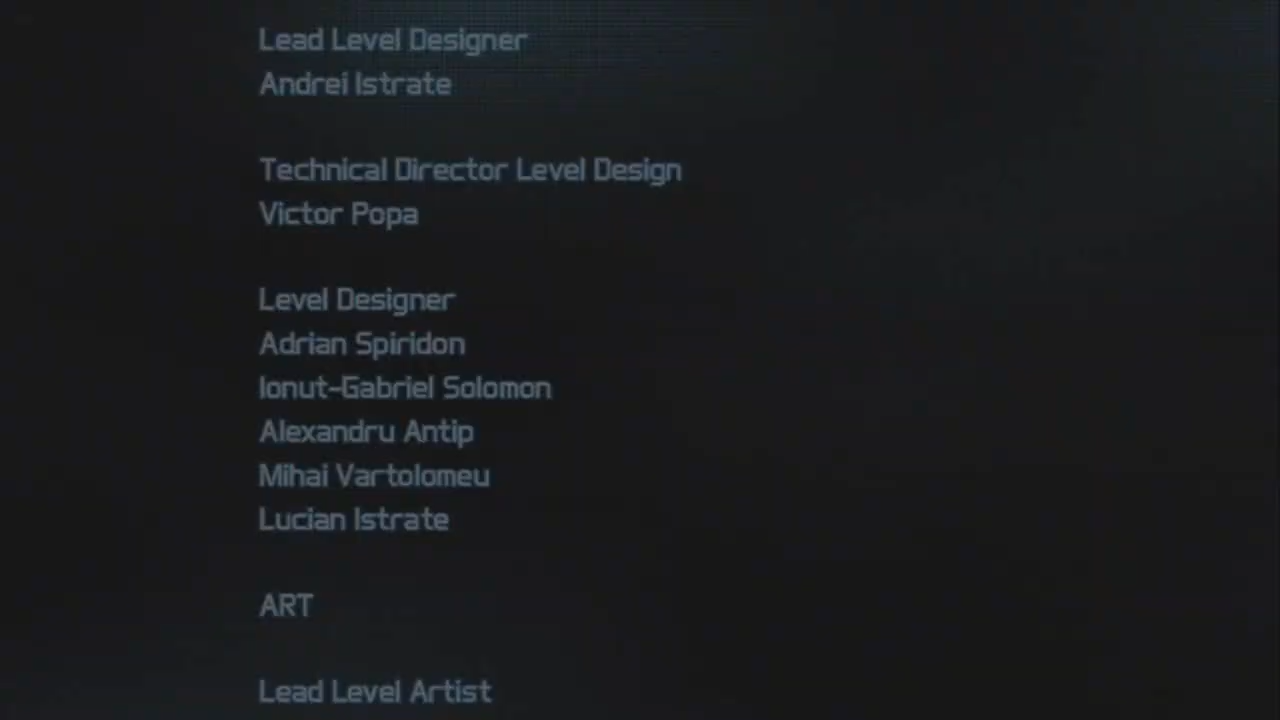 Lead Level Designer
Andrei Istrate
Technical Director Level Design
Victor Popa
Level Designer
Adrian Spiridon
Ionut-Gabriel Solomon
Alexandru Antip
Mihai Vartolomeu
Lucian Istrate
ART
Lead Level Artist